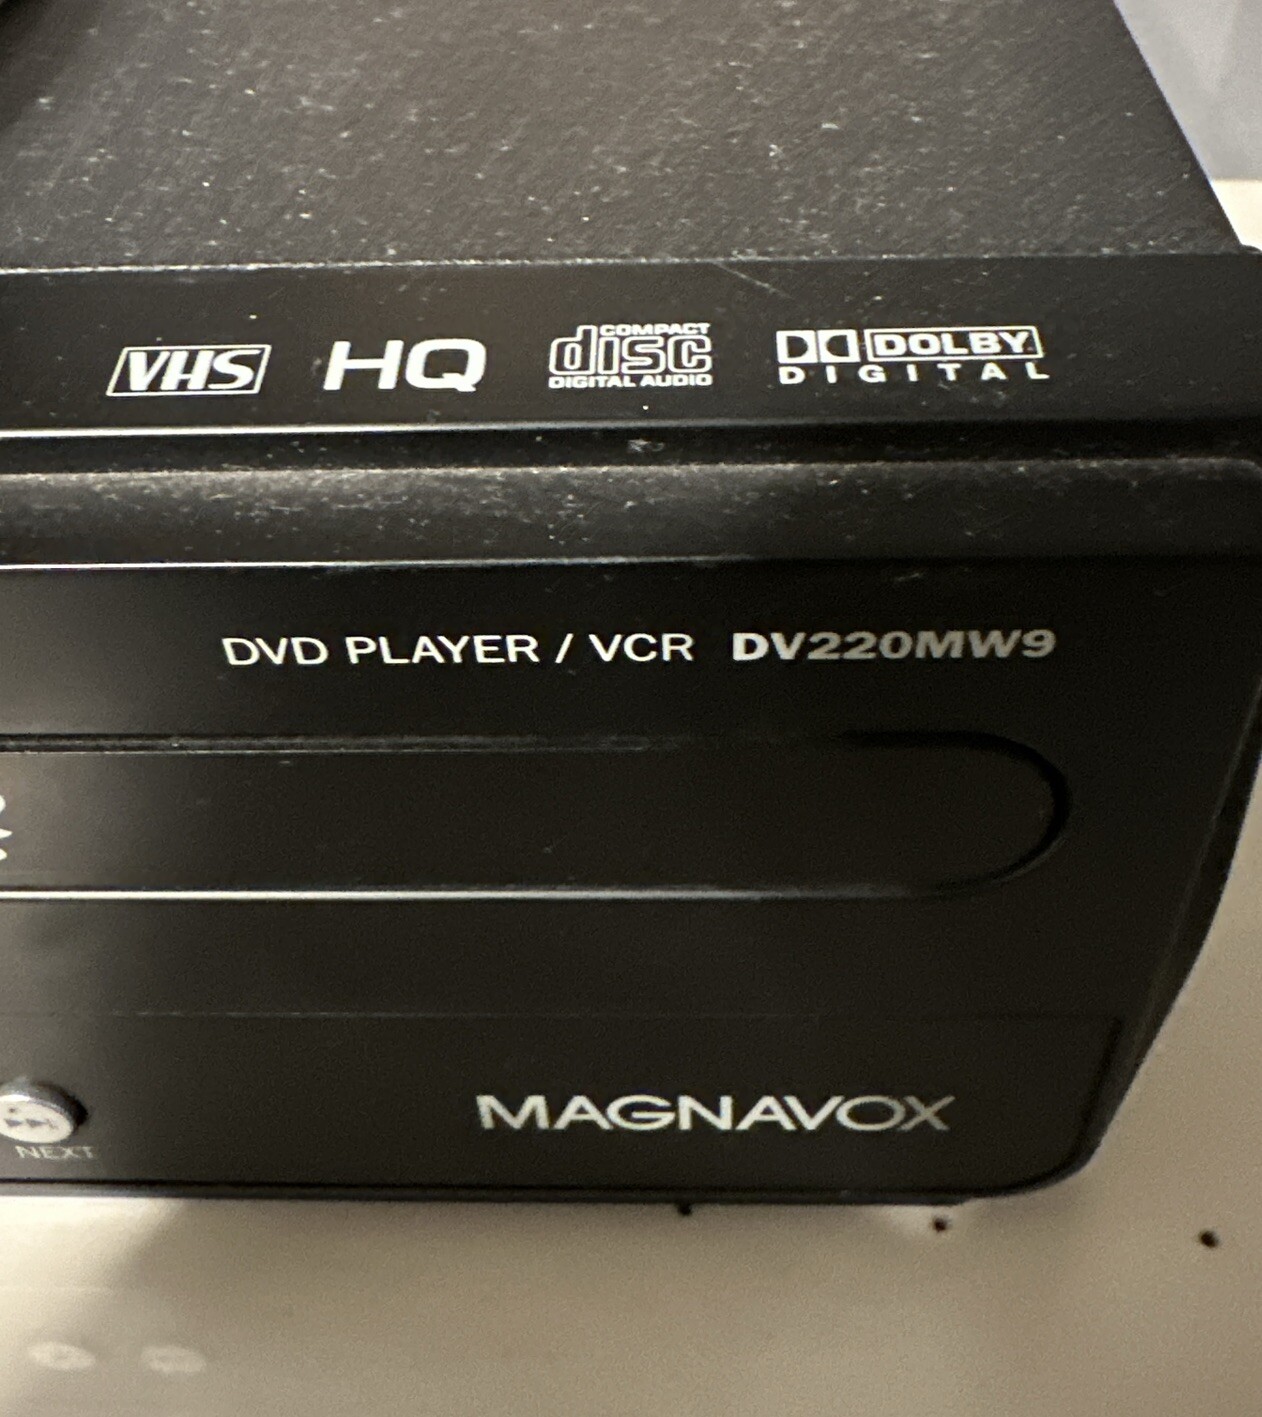 VHS HQ COMPACT disc DIGITAL AUDIO DOLBY DIGITAL
DVD PLAYER / VCR DV220MW9
MAGNAVOX
NEXT